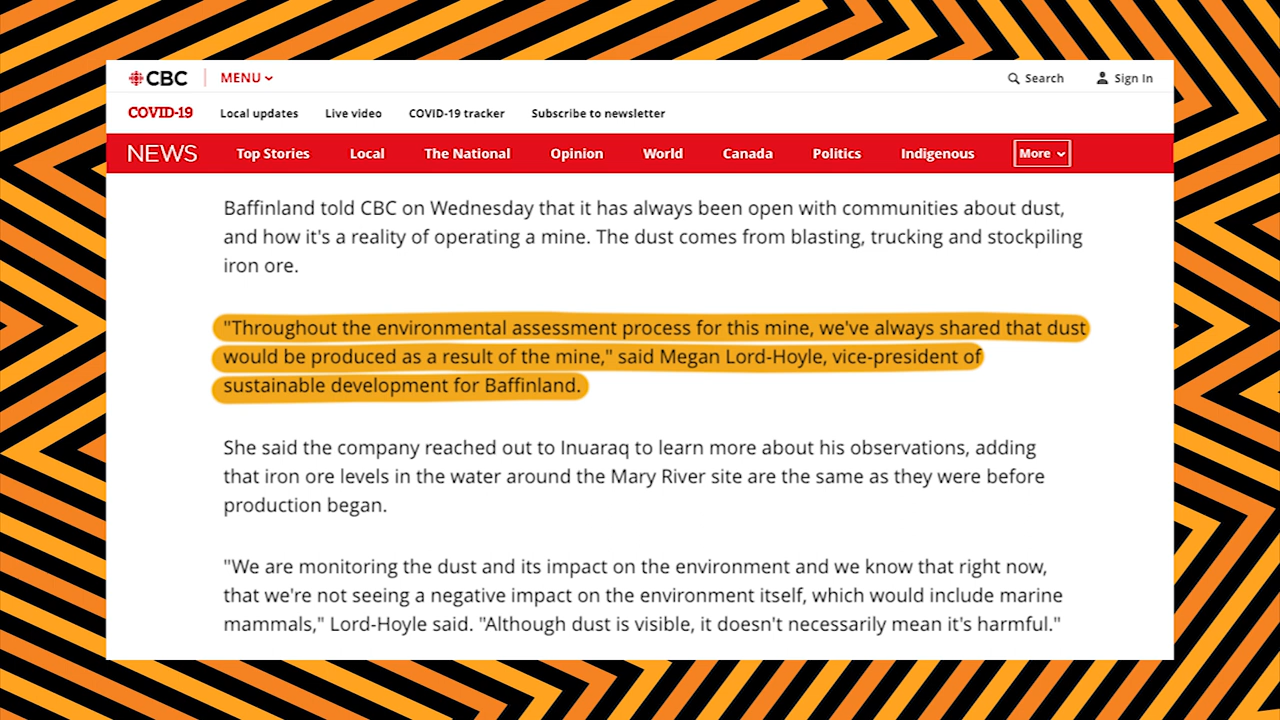 CBC MENU Search Sign In
COVID-19 Local updates Live video COVID-19 tracker Subscribe to newsletter
NEWS Top Stories Local The National Opinion World Canada Politics Indigenous More
Baffinland told CBC on Wednesday that it has always been open with communities about dust,
and how it's a reality of operating a mine. The dust comes from blasting, trucking and stockpiling
iron ore.
"Throughout the environmental assessment process for this mine, we've always shared that dust
would be produced as a result of the mine," said Megan Lord-Hoyle, vice-president of
sustainable development for Baffinland.
She said the company reached out to Inuaraq to learn more about his observations, adding
that iron ore levels in the water around the Mary River site are the same as they were before
production began.
"We are monitoring the dust and its impact on the environment and we know that right now,
that we're not seeing a negative impact on the environment itself, which would include marine
mammals," Lord-Hoyle said. "Although dust is visible, it doesn't necessarily mean it's harmful."